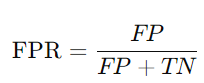 FPR = FP / FP + TN